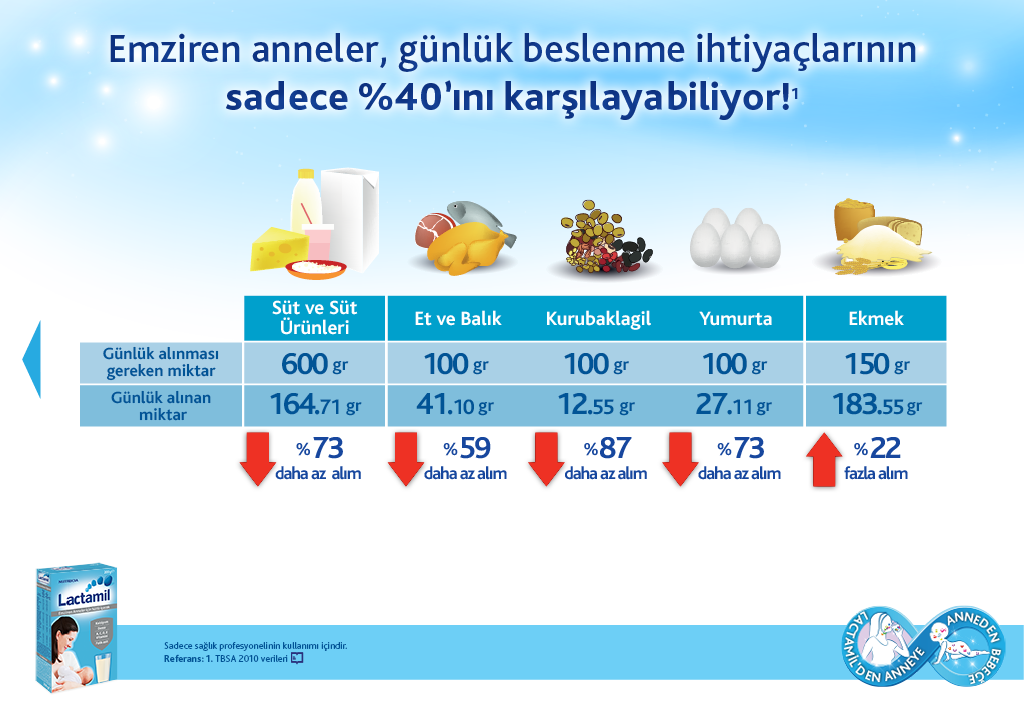 Emziren anneler, günlük beslenme ihtiyaçlarının
sadece %40'ını karşılayabiliyor!¹
Süt ve Süt
Ürünleri
Et ve Balık
Kurubaklagil
Yumurta
Ekmek
Günlük alınması
gereken miktar
600 gr
100 gr
100 gr
100 gr
150 gr
Günlük alınan
miktar
164.71 gr
41.10 gr
12.55 gr
27.11 gr
183.55 gr
%73
daha az alım
%59
daha az alım
%87
daha az alım
%73
daha az alım
%22
fazla alım
NUTRICIA
Lactamil
Sadece sağlık profesyonelinin kullanımı içindir.
Referans: 1. TBSA 2010 verileri
LACTAMİL'DEN ANNEYE
ANNEDEN BEBEĞE